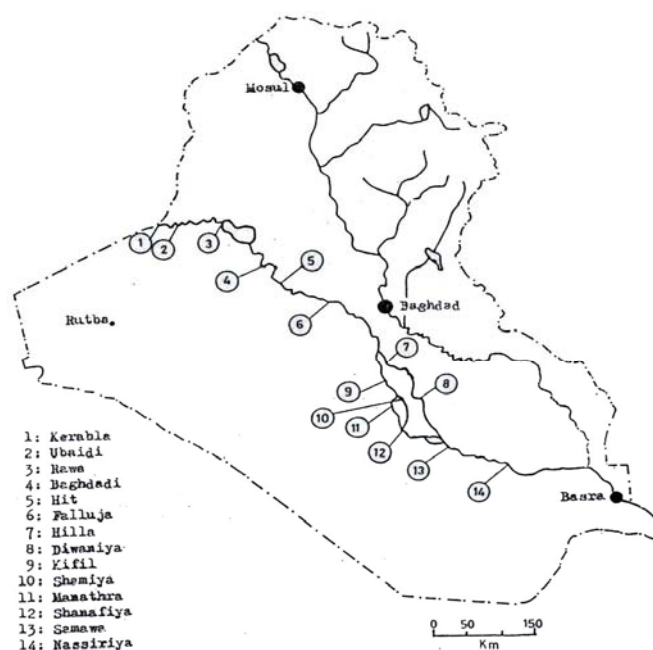 Mosul
1
2
3
4
5
6
Baghdad
Rutba
7
8
9
10
11
12
13
14
Basra
1: Kerabla
2: Ubaidi
3: Rawa
4: Baghdadi
5: Hit
6: Falluja
7: Hilla
8: Diwaniya
9: Kifil
10: Shamiya
11: Manathra
12: Shanafiya
13: Samawa
14: Nassiriya
0 50 150
Km